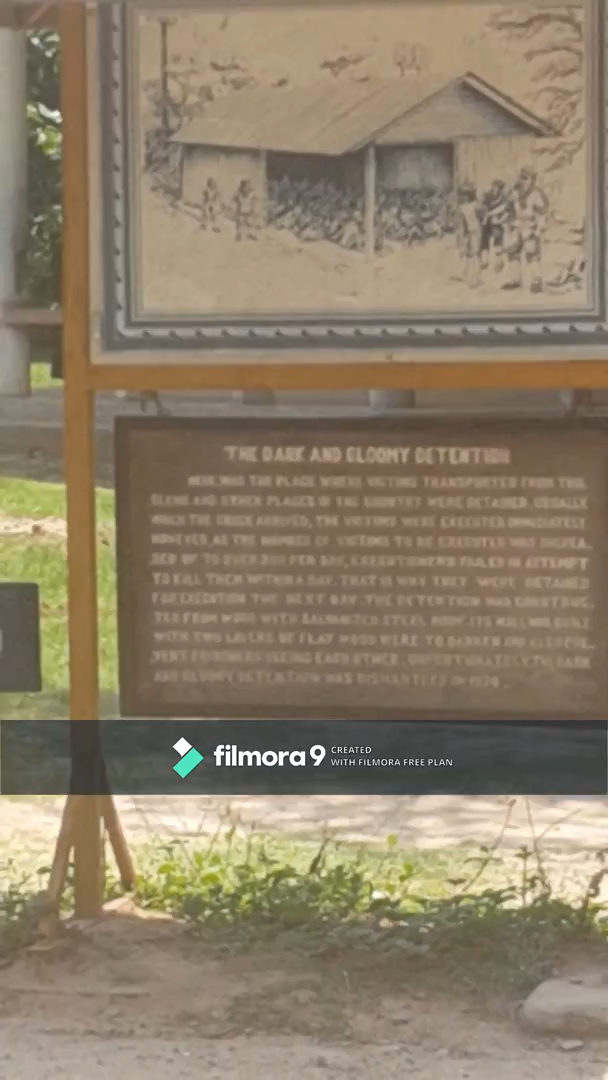 THE DARK AND GLOOMY DETENTION
HERE WAS THE PLACE WHERE VICTIMS TRANSPORTED FROM TUOL
SLENG AND OTHER PLACES IN THE COUNTRY WERE DETAINED. USUALLY
WHEN THE TRUCK ARRIVED, THE VICTIMS WERE EXECUTED IMMEDIATELY.
HOWEVER, AS THE NUMBER OF VICTIMS TO BE EXECUTED WAS INCREA-
SED UP TO OVER 300 PER DAY, EXECUTIONERS FAILED IN ATTEMPT
TO KILL THEM WITHIN A DAY. THAT IS WHY THEY WERE DETAINED
FOR EXECUTION THE NEXT DAY. THE DETENTION WAS CONSTRUC-
TED FROM WOOD WITH GALVANIZED STEEL ROOF. ITS WALL WAS BUILT
WITH TWO LAYERS OF FLAT WOOD WERE TO DARKEN AND ALSO PRE-
VENT PRISONERS SEEING EACH OTHER. UNFORTUNATELY, THE DARK
AND GLOOMY DETENTION WAS DISMANTLED IN 1979.
filmora9 CREATED
WITH FILMORA FREE PLAN